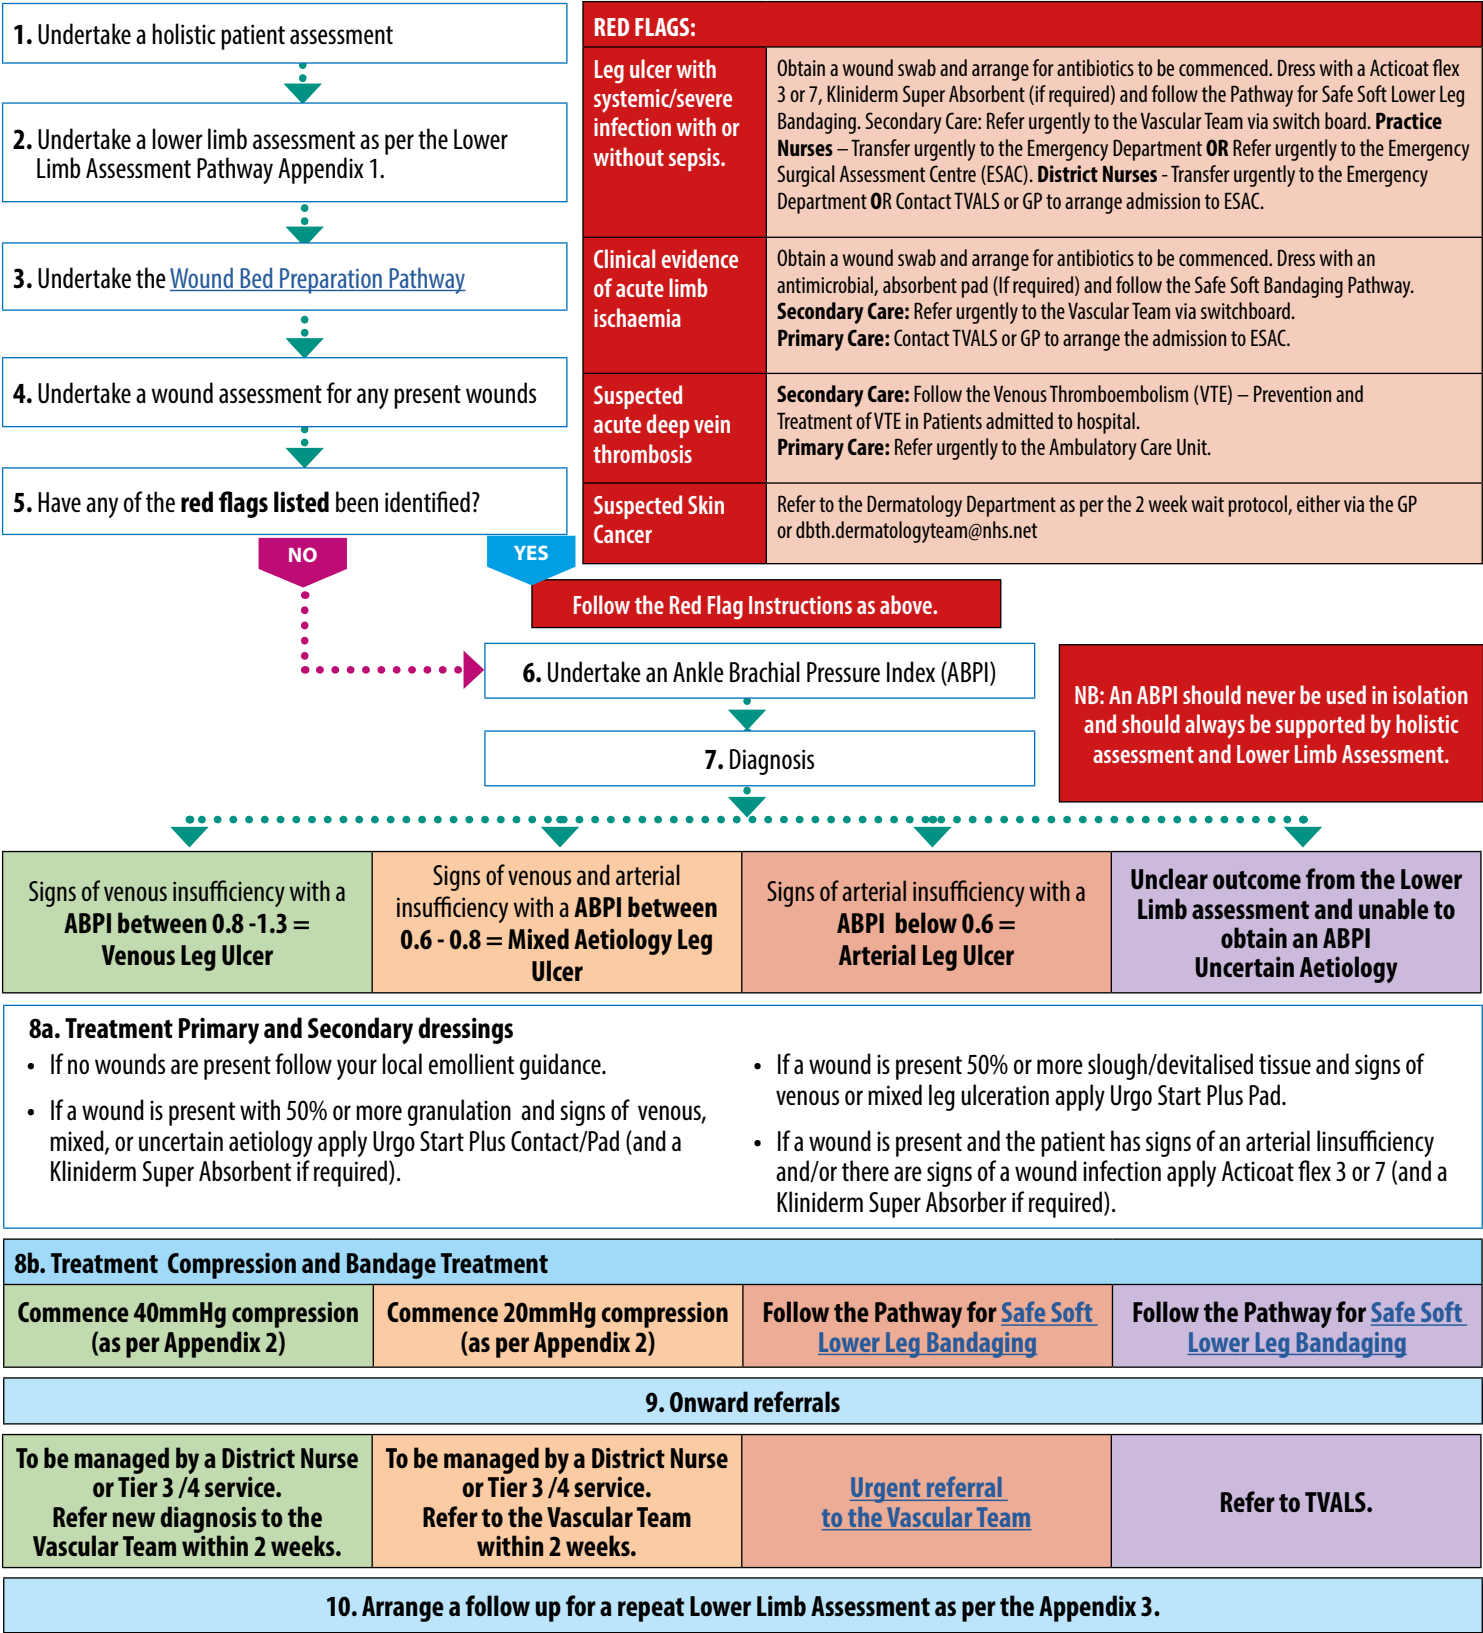 1. Undertake a holistic patient assessment
2. Undertake a lower limb assessment as per the Lower
Limb Assessment Pathway Appendix 1.
3. Undertake the Wound Bed Preparation Pathway
4. Undertake a wound assessment for any present wounds
5. Have any of the red flags listed been identified?
NO
YES
RED FLAGS:
Leg ulcer with
systemic/severe
infection with or
without sepsis.
Obtain a wound swab and arrange for antibiotics to be commenced. Dress with a Acticoat flex
3 or 7, Kliniderm Super Absorbent (if required) and follow the Pathway for Safe Soft Lower Leg
Bandaging. Secondary Care: Refer urgently to the Vascular Team via switch board. Practice
Nurses – Transfer urgently to the Emergency Department OR Refer urgently to the Emergency
Surgical Assessment Centre (ESAC). District Nurses - Transfer urgently to the Emergency
Department OR Contact TVALS or GP to arrange admission to ESAC.
Clinical evidence
of acute limb
ischaemia
Obtain a wound swab and arrange for antibiotics to be commenced. Dress with an
antimicrobial, absorbent pad (If required) and follow the Safe Soft Bandaging Pathway.
Secondary Care: Refer urgently to the Vascular Team via switchboard.
Primary Care: Contact TVALS or GP to arrange the admission to ESAC.
Suspected
acute deep vein
thrombosis
Secondary Care: Follow the Venous Thromboembolism (VTE) – Prevention and
Treatment of VTE in Patients admitted to hospital.
Primary Care: Refer urgently to the Ambulatory Care Unit.
Suspected Skin
Cancer
Refer to the Dermatology Department as per the 2 week wait protocol, either via the GP
or dbth.dermatologyteam@nhs.net
Follow the Red Flag Instructions as above.
6. Undertake an Ankle Brachial Pressure Index (ABPI)
7. Diagnosis
NB: An ABPI should never be used in isolation
and should always be supported by holistic
assessment and Lower Limb Assessment.
Signs of venous insufficiency with a
ABPI between 0.8 -1.3 =
Venous Leg Ulcer
Signs of venous and arterial
insufficiency with a ABPI between
0.6 - 0.8 = Mixed Aetiology Leg
Ulcer
Signs of arterial insufficiency with a
ABPI below 0.6 =
Arterial Leg Ulcer
Unclear outcome from the Lower
Limb assessment and unable to
obtain an ABPI
Uncertain Aetiology
8a. Treatment Primary and Secondary dressings
• If no wounds are present follow your local emollient guidance.
• If a wound is present with 50% or more granulation and signs of venous,
mixed, or uncertain aetiology apply Urgo Start Plus Contact/Pad (and a
Kliniderm Super Absorbent if required).
• If a wound is present 50% or more slough/devitalised tissue and signs of
venous or mixed leg ulceration apply Urgo Start Plus Pad.
• If a wound is present and the patient has signs of an arterial linsufficiency
and/or there are signs of a wound infection apply Acticoat flex 3 or 7 (and a
Kliniderm Super Absorber if required).
8b. Treatment Compression and Bandage Treatment
Commence 40mmHg compression
(as per Appendix 2)
Commence 20mmHg compression
(as per Appendix 2)
Follow the Pathway for Safe Soft
Lower Leg Bandaging
Follow the Pathway for Safe Soft
Lower Leg Bandaging
9. Onward referrals
To be managed by a District Nurse
or Tier 3 /4 service.
Refer new diagnosis to the
Vascular Team within 2 weeks.
To be managed by a District Nurse
or Tier 3 /4 service.
Refer to the Vascular Team
within 2 weeks.
Urgent referral
to the Vascular Team
Refer to TVALS.
10. Arrange a follow up for a repeat Lower Limb Assessment as per the Appendix 3.